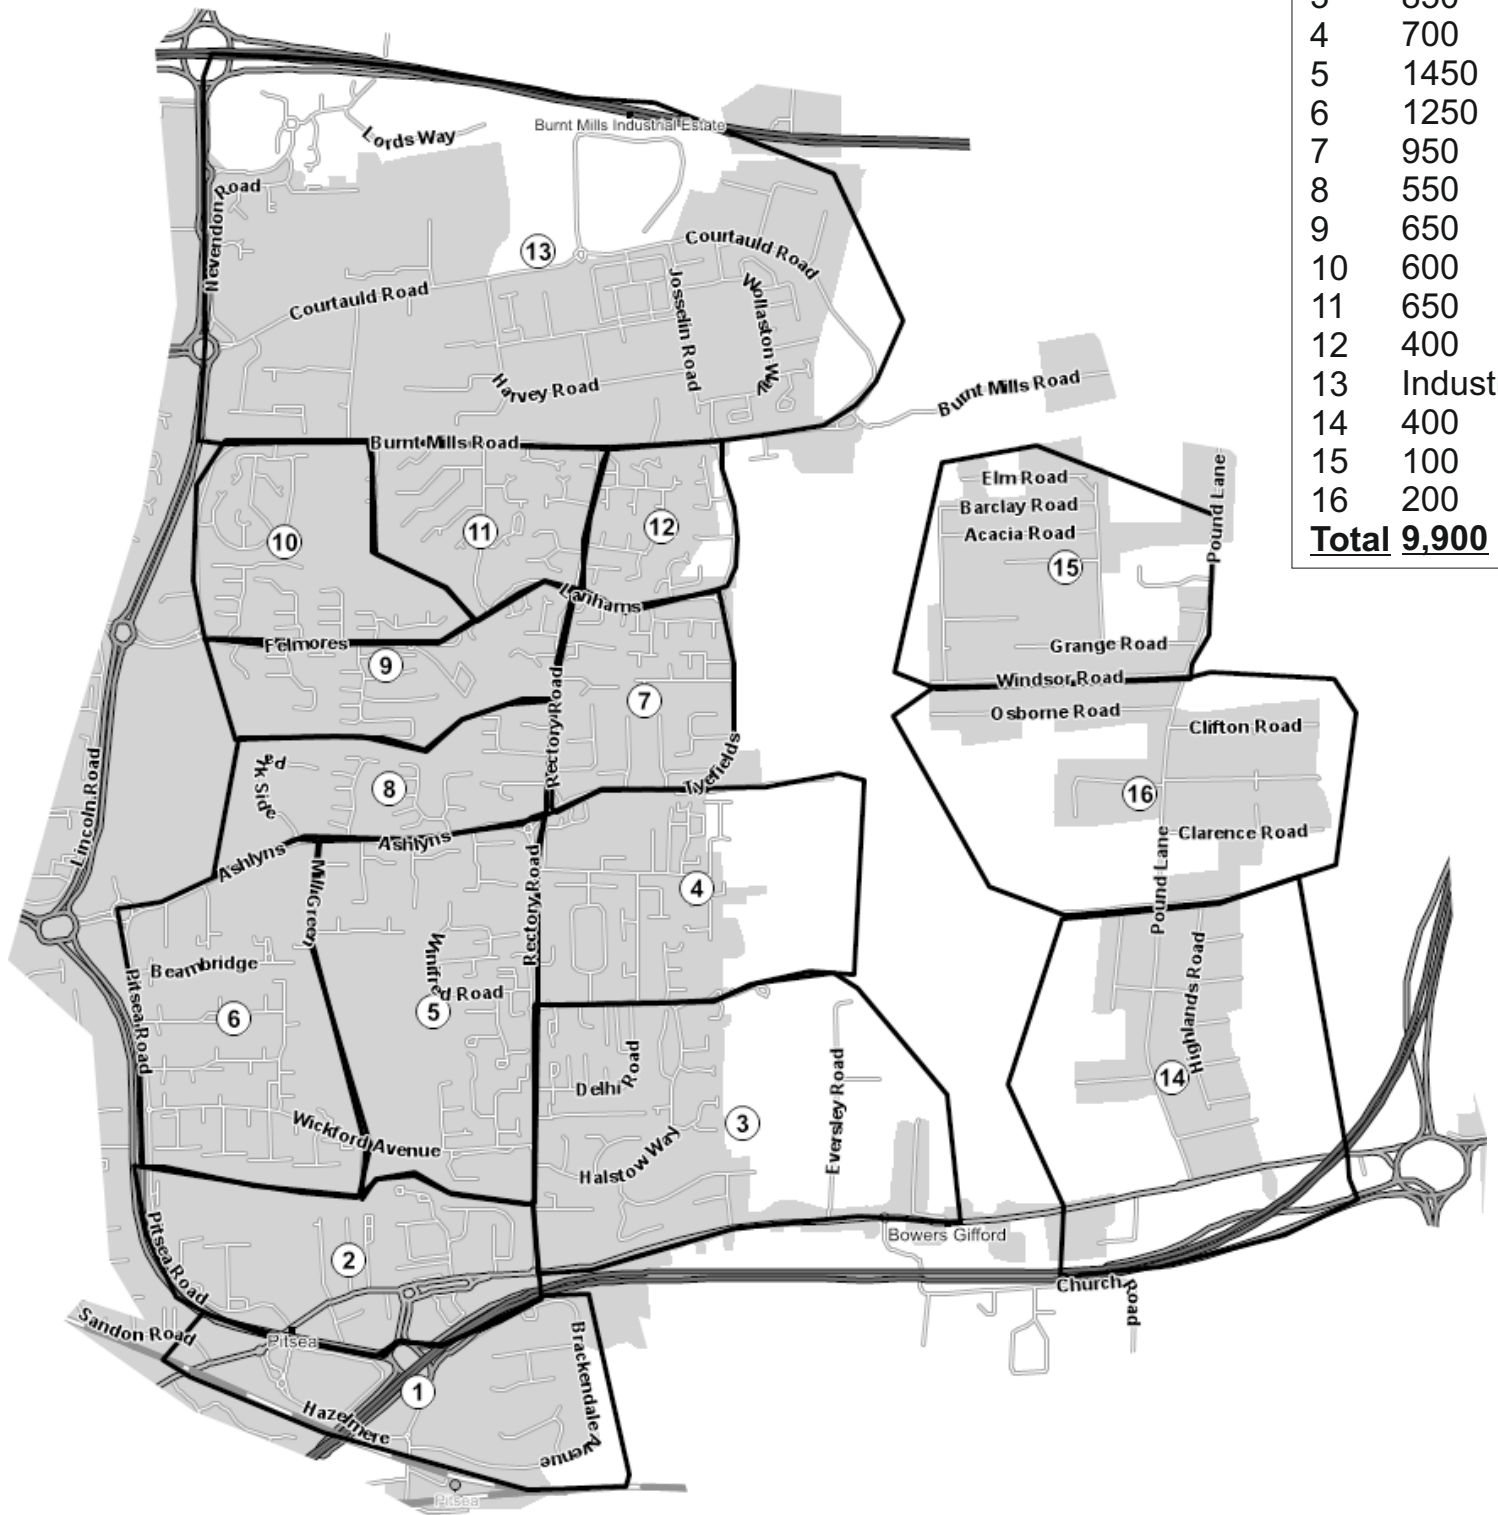 4 700
5 1450
6 1250
7 950
8 550
9 650
10 600
11 650
12 400
13 Indust
14 400
15 100
16 200
Total 9,900
Burnt Mills Industrial Estate
Lords Way
Nevendon Road
13
Courtauld Road
Courtauld Road
Josselin Road
Wollaston Way
Harvey Road
Burnt Mills Road
Burnt Mills Road
10
11
12
Elm Road
Barclay Road
Acacia Road
Pound Lane
15
Lanhams
Felmores
9
Grange Road
Windsor Road
7
Rectory Road
Osborne Road
Clifton Road
Tyefields
Park Side
8
16
Lincoln Road
Ashlyns
Ashlyns
Clarence Road
Mill Green
Rectory Road
4
Pound Lane
Highlands Road
Beambridge
Winifred Road
Pitsea Road
6
5
Delhi Road
Eversley Road
14
Wickford Avenue
3
Halstow Way
Pitsea Road
2
Bowers Gifford
Church Road
Sandon Road
Pitsea
Brackendale Avenue
1
Hazelmere
Pitsea